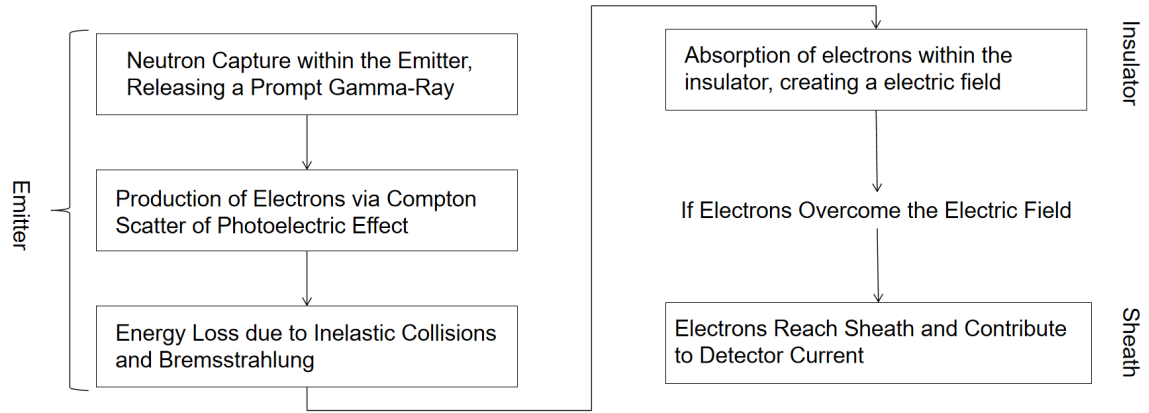 Emitter
Neutron Capture within the Emitter,
Releasing a Prompt Gamma-Ray
Production of Electrons via Compton
Scatter of Photoelectric Effect
Energy Loss due to Inelastic Collisions
and Bremsstrahlung
Insulator
Absorption of electrons within the
insulator, creating a electric field
If Electrons Overcome the Electric Field
Sheath
Electrons Reach Sheath and Contribute
to Detector Current